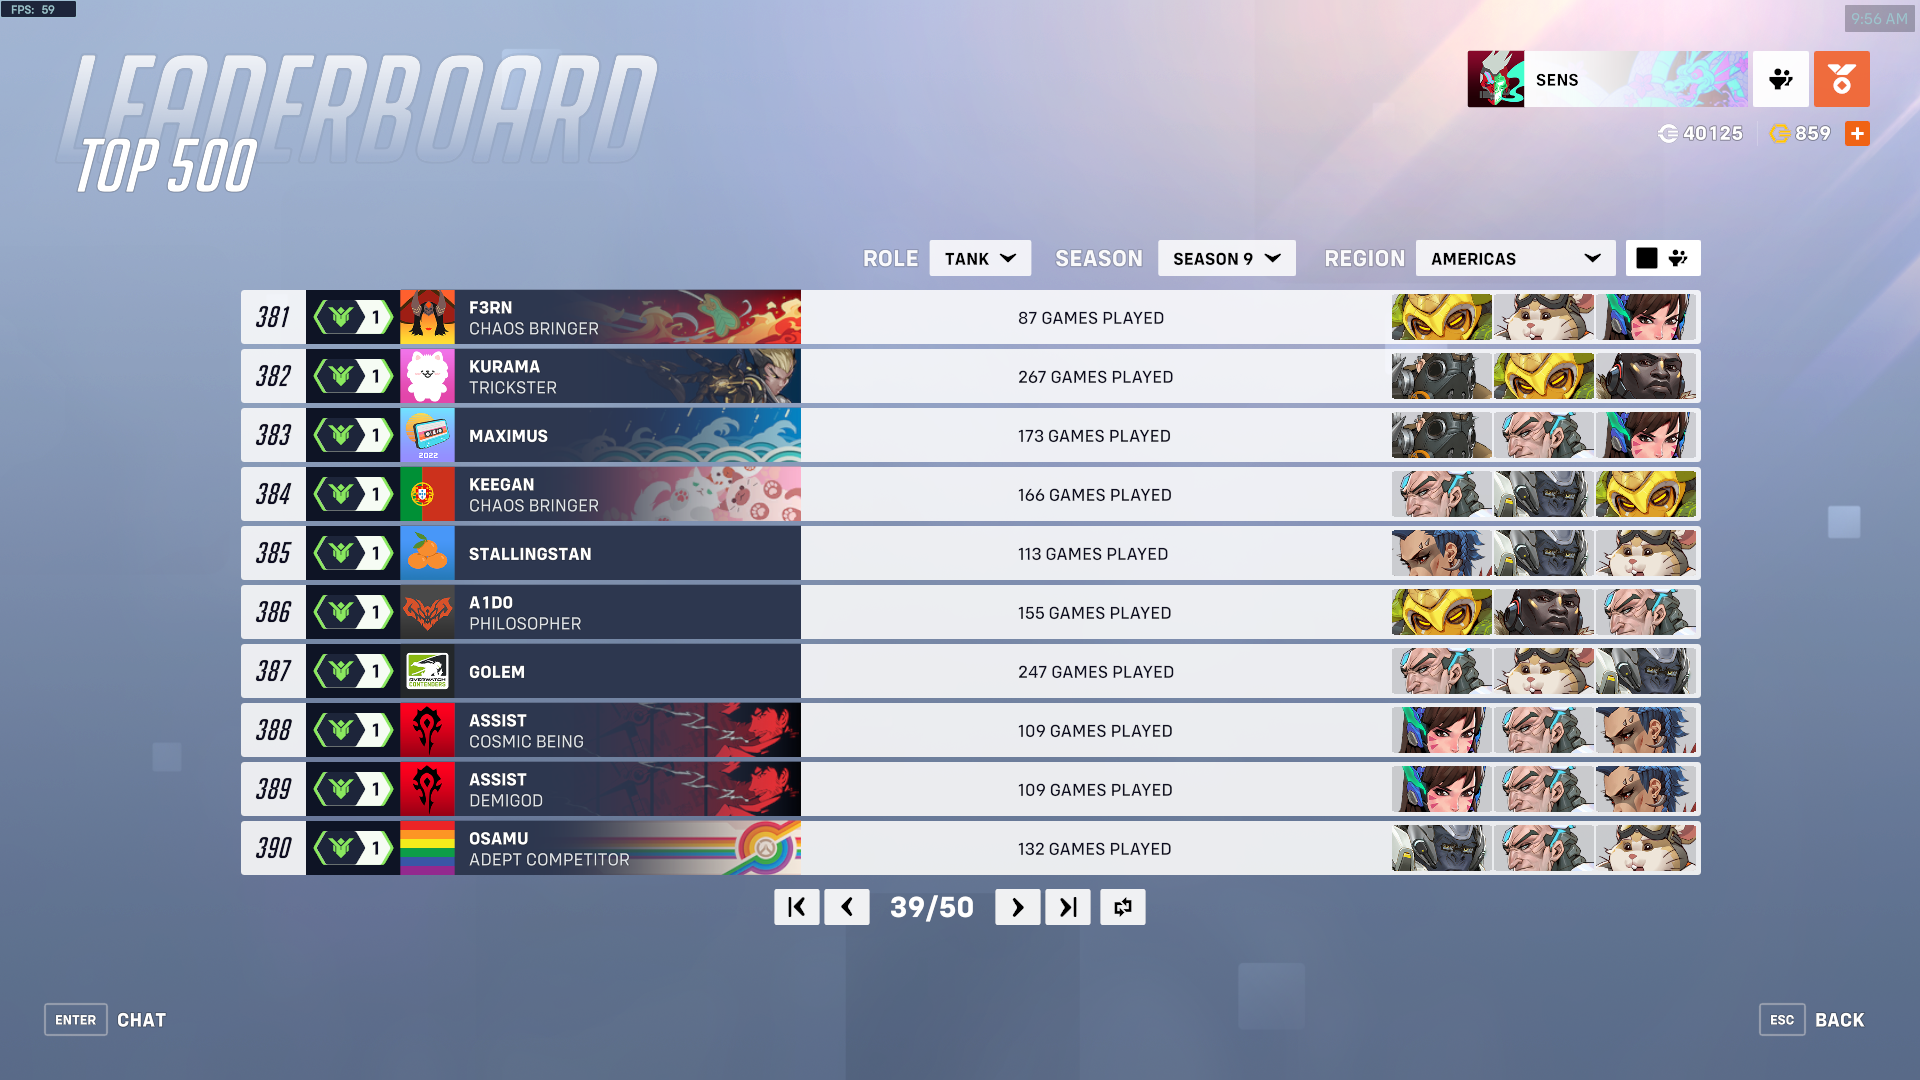 FPS: 59
9:56 AM
LEADERBOARD
TOP 500
SENS
40125
859
ROLE TANK SEASON SEASON 9 REGION AMERICAS
381 1 F3RN 87 GAMES PLAYED
CHAOS BRINGER
382 1 KURAMA 267 GAMES PLAYED
TRICKSTER
383 1 MAXIMUS 173 GAMES PLAYED
2022
384 1 KEEGAN 166 GAMES PLAYED
CHAOS BRINGER
385 1 STALLINGSTAN 113 GAMES PLAYED
386 1 A1DO 155 GAMES PLAYED
PHILOSOPHER
387 1 GOLEM 247 GAMES PLAYED
OVERWATCH
CONTENDERS
388 1 ASSIST 109 GAMES PLAYED
COSMIC BEING
389 1 ASSIST 109 GAMES PLAYED
DEMIGOD
390 1 OSAMU 132 GAMES PLAYED
ADEPT COMPETITOR
39/50
ENTER CHAT
ESC BACK